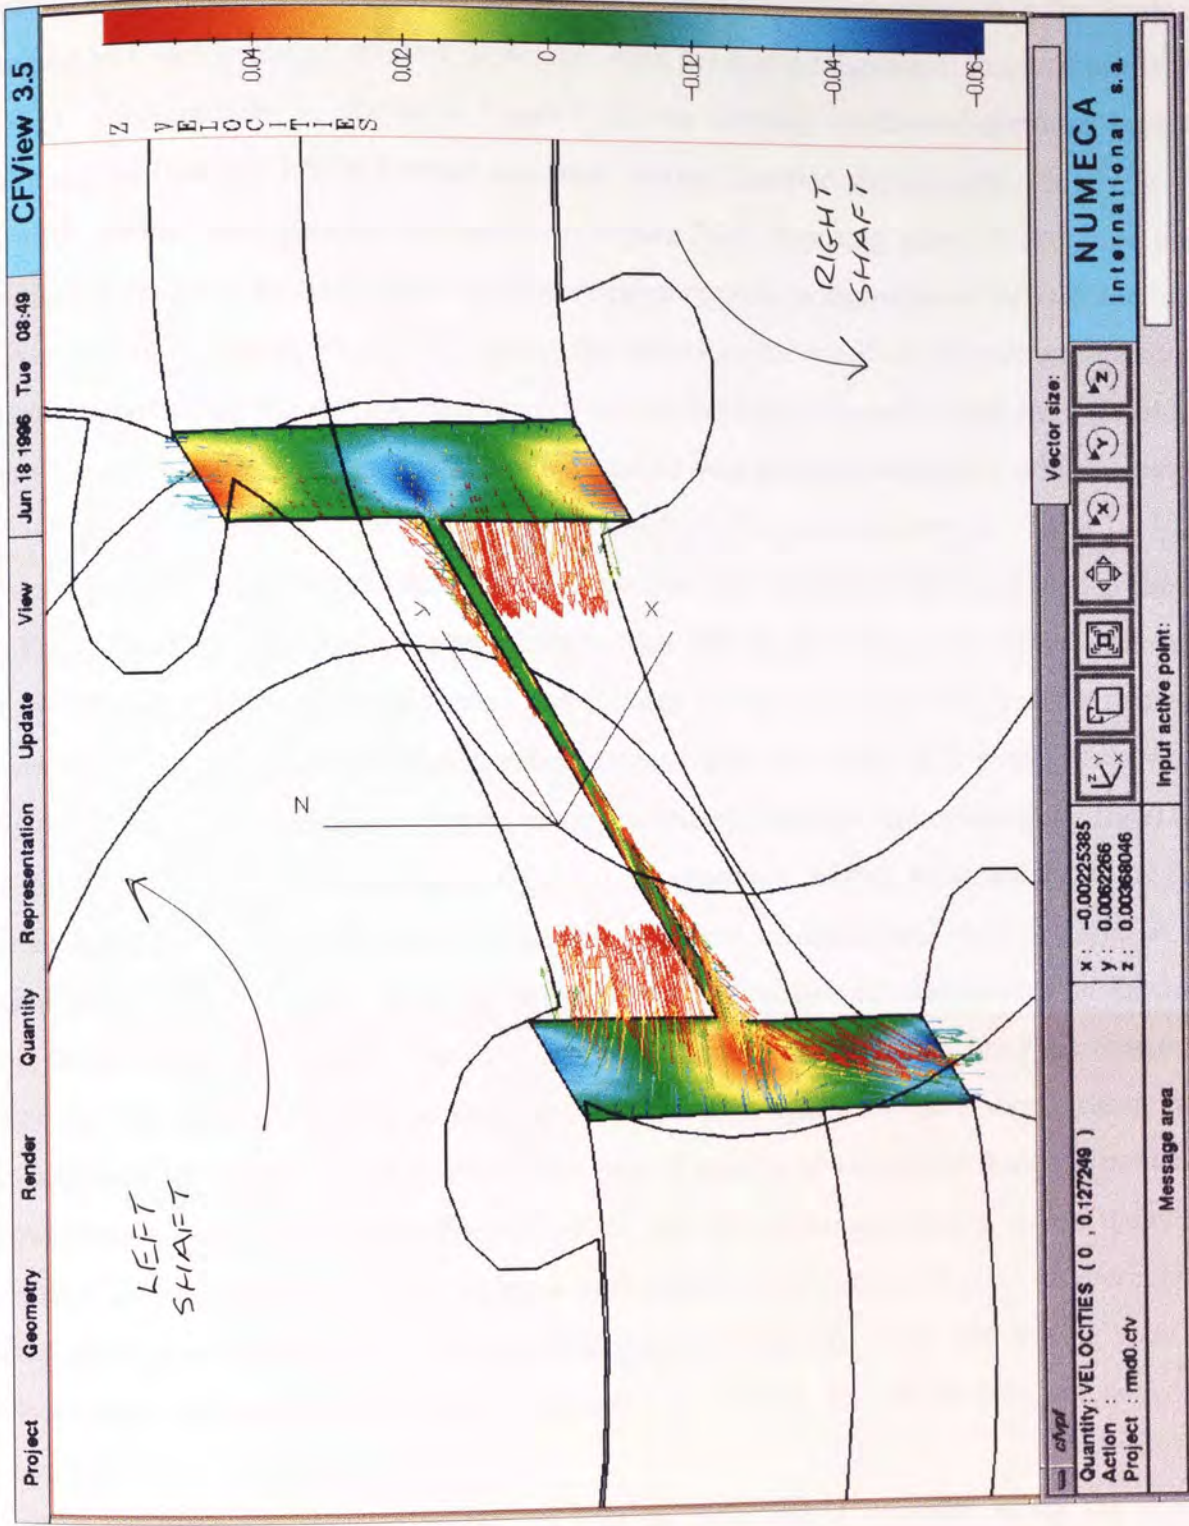 Project Geometry Render Quantity Representation Update View Jun 18 1996 Tue 08:49 CFView 3.5
Z VELOCITIES
0.04
0.02
0
-0.02
-0.04
-0.06
LEFT
SHAFT
RIGHT
SHAFT
Z
Y
X
cfvpf
Vector size:
Quantity: VELOCITIES ( 0 , 0.127249 )
Action :
Project : rmd0.cfv
x : -0.00225385
y : 0.0062266
z : 0.00368046
Z Y X
X
Y
Z
NUMECA
International s.a.
Message area
Input active point: